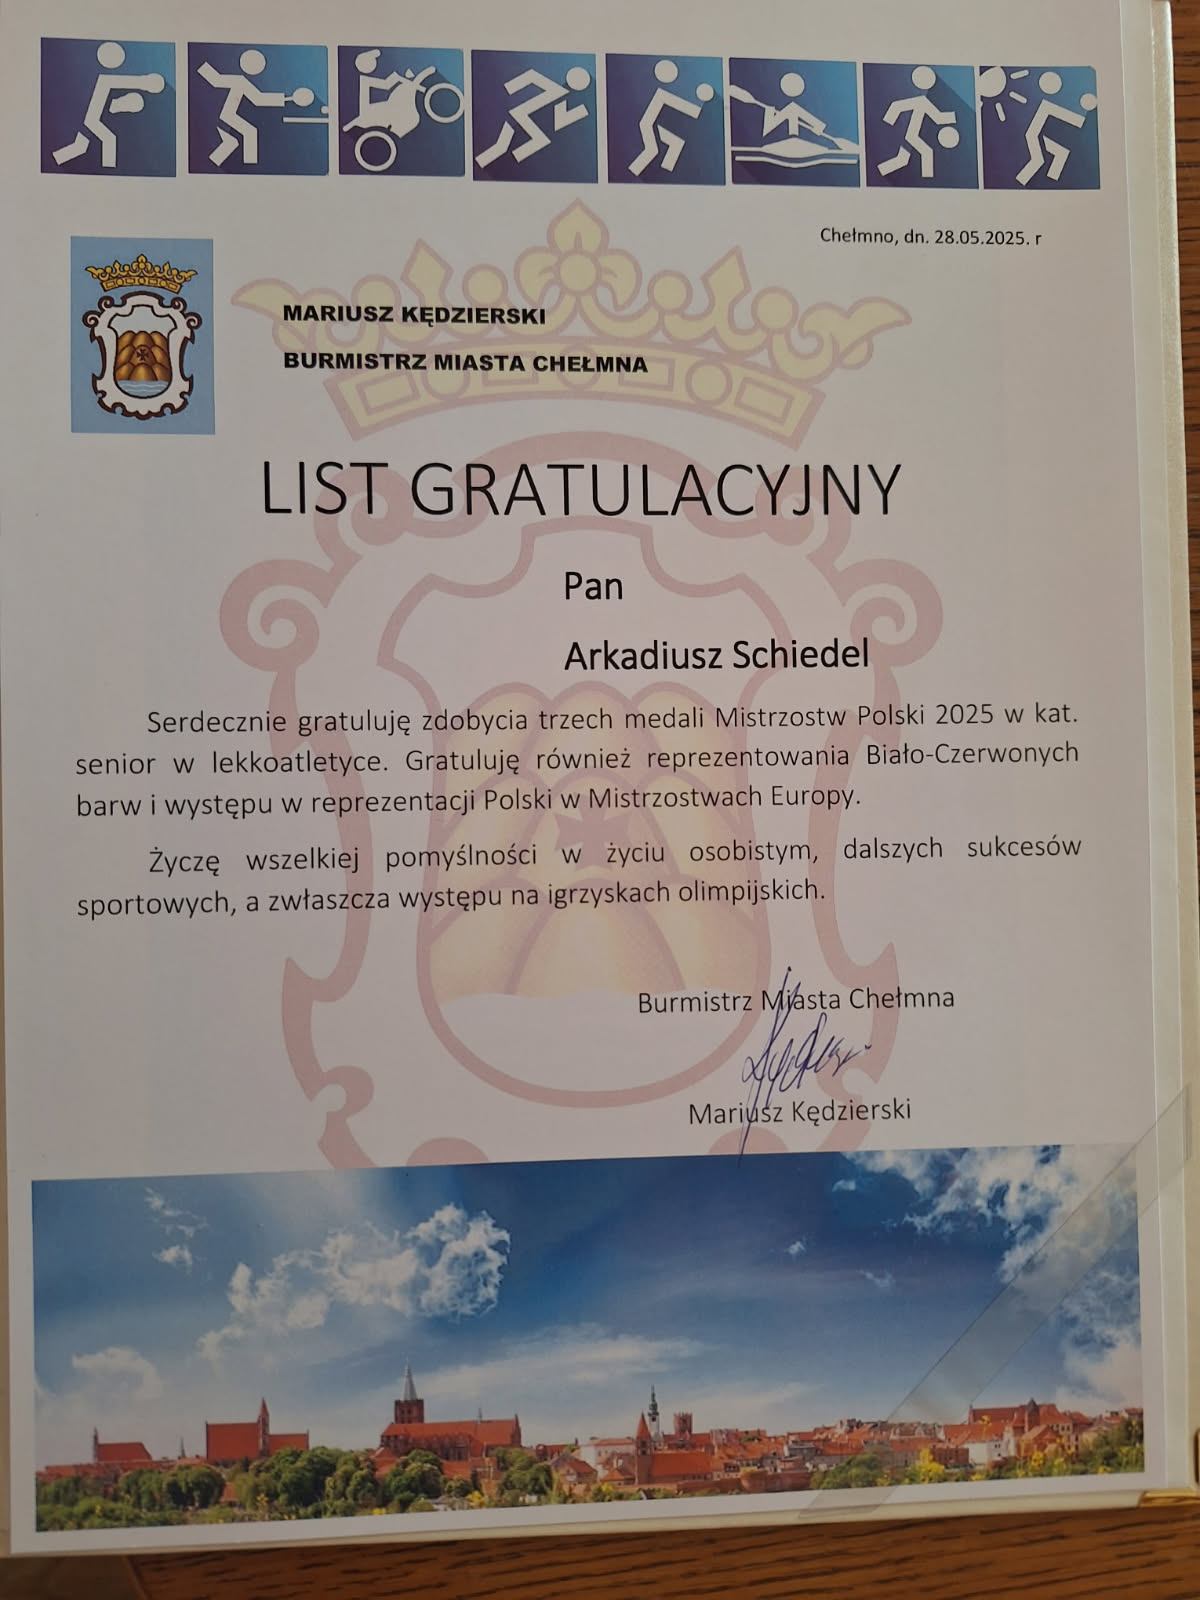 Chełmno, dn. 28.05.2025. r
MARIUSZ KĘDZIERSKI
BURMISTRZ MIASTA CHEŁMNA
LIST GRATULACYJNY
Pan
Arkadiusz Schiedel
Serdecznie gratuluję zdobycia trzech medali Mistrzostw Polski 2025 w kat.
senior w lekkoatletyce. Gratuluję również reprezentowania Biało-Czerwonych
barw i występu w reprezentacji Polski w Mistrzostwach Europy.
Życzę wszelkiej pomyślności w życiu osobistym, dalszych sukcesów
sportowych, a zwłaszcza występu na igrzyskach olimpijskich.
Burmistrz Miasta Chełmna
Mariusz Kędzierski